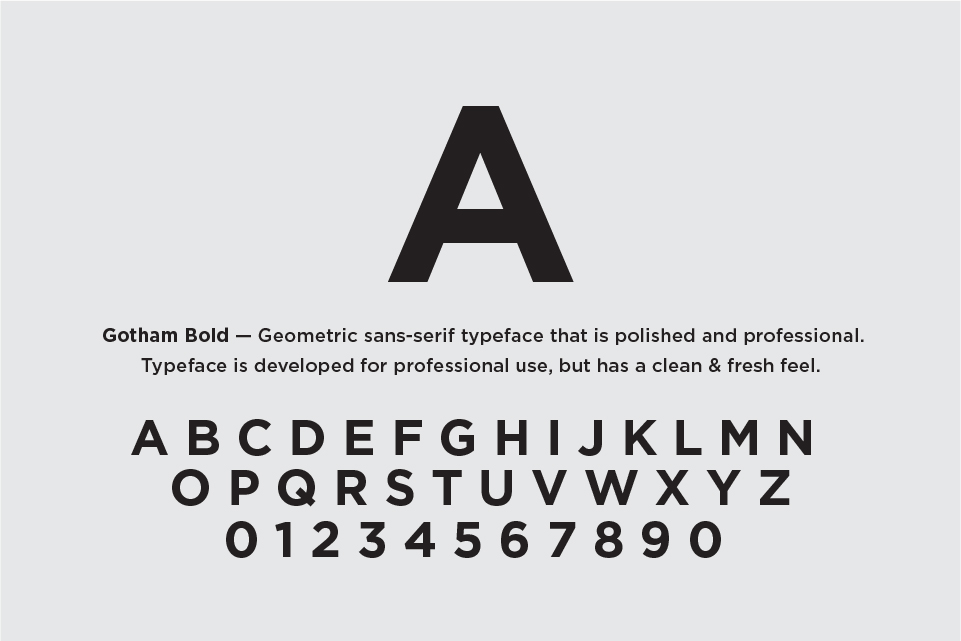 A
Gotham Bold — Geometric sans-serif typeface that is polished and professional.
Typeface is developed for professional use, but has a clean & fresh feel.
A B C D E F G H I J K L M N
O P Q R S T U V W X Y Z
0 1 2 3 4 5 6 7 8 9 0